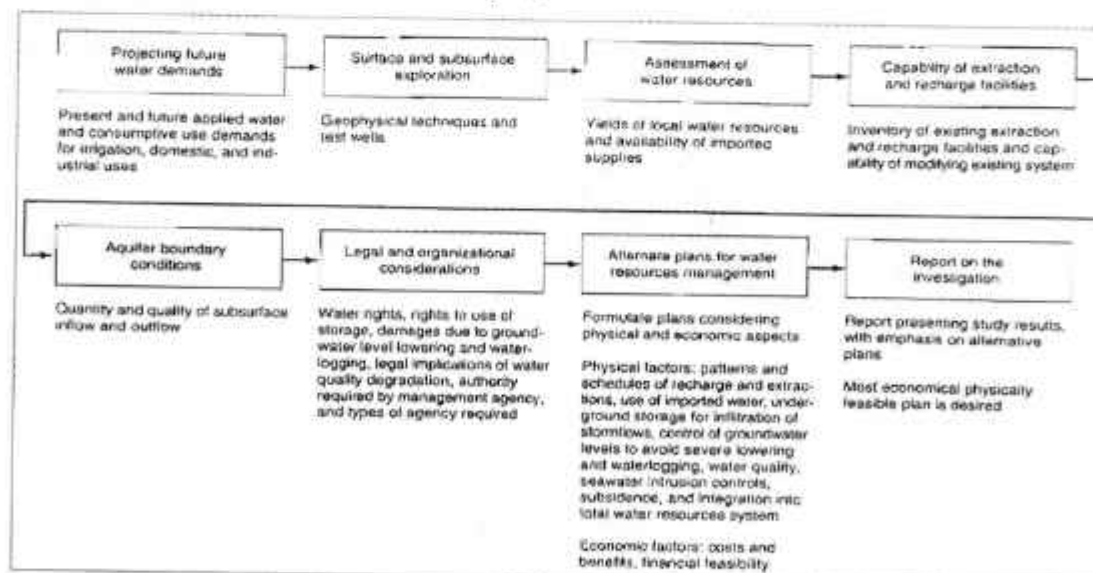 Projecting future
water demands
Present and future applied water
and consumptive use demands
for irrigation, domestic, and ind-
ustrial uses
Surface and subsurface
exploration
Geophysical techniques and
test wells
Assessment of
water resources
Yields of local water resources
and availability of imported
supplies
Capability of extraction
and recharge facilities
Inventory of existing extraction
and recharge facilities and cap-
ability of modifying existing system
Aquifer boundary
conditions
Quantity and quality of subsurface
inflow and outflow
Legal and organizational
considerations
Water rights, rights to use of
storage, damages due to ground-
water level lowering and water-
logging, legal implications of water
quality degradation, authority
required by management agency,
and types of agency required
Alternate plans for water
resources management
Formulate plans considering
physical and economic aspects
Physical factors: patterns and
schedules of recharge and extrac-
tions, use of imported water, under-
ground storage for infiltration of
stormflows, control of groundwater
levels to avoid severe lowering
and waterlogging, water quality,
seawater intrusion controls,
subsidence, and integration into
total water resources system
Economic factors: costs and
benefits, financial feasibility
Report on the
investigation
Report presenting study results,
with emphasis on alternative
plans
Most economical physically
feasible plan is desired